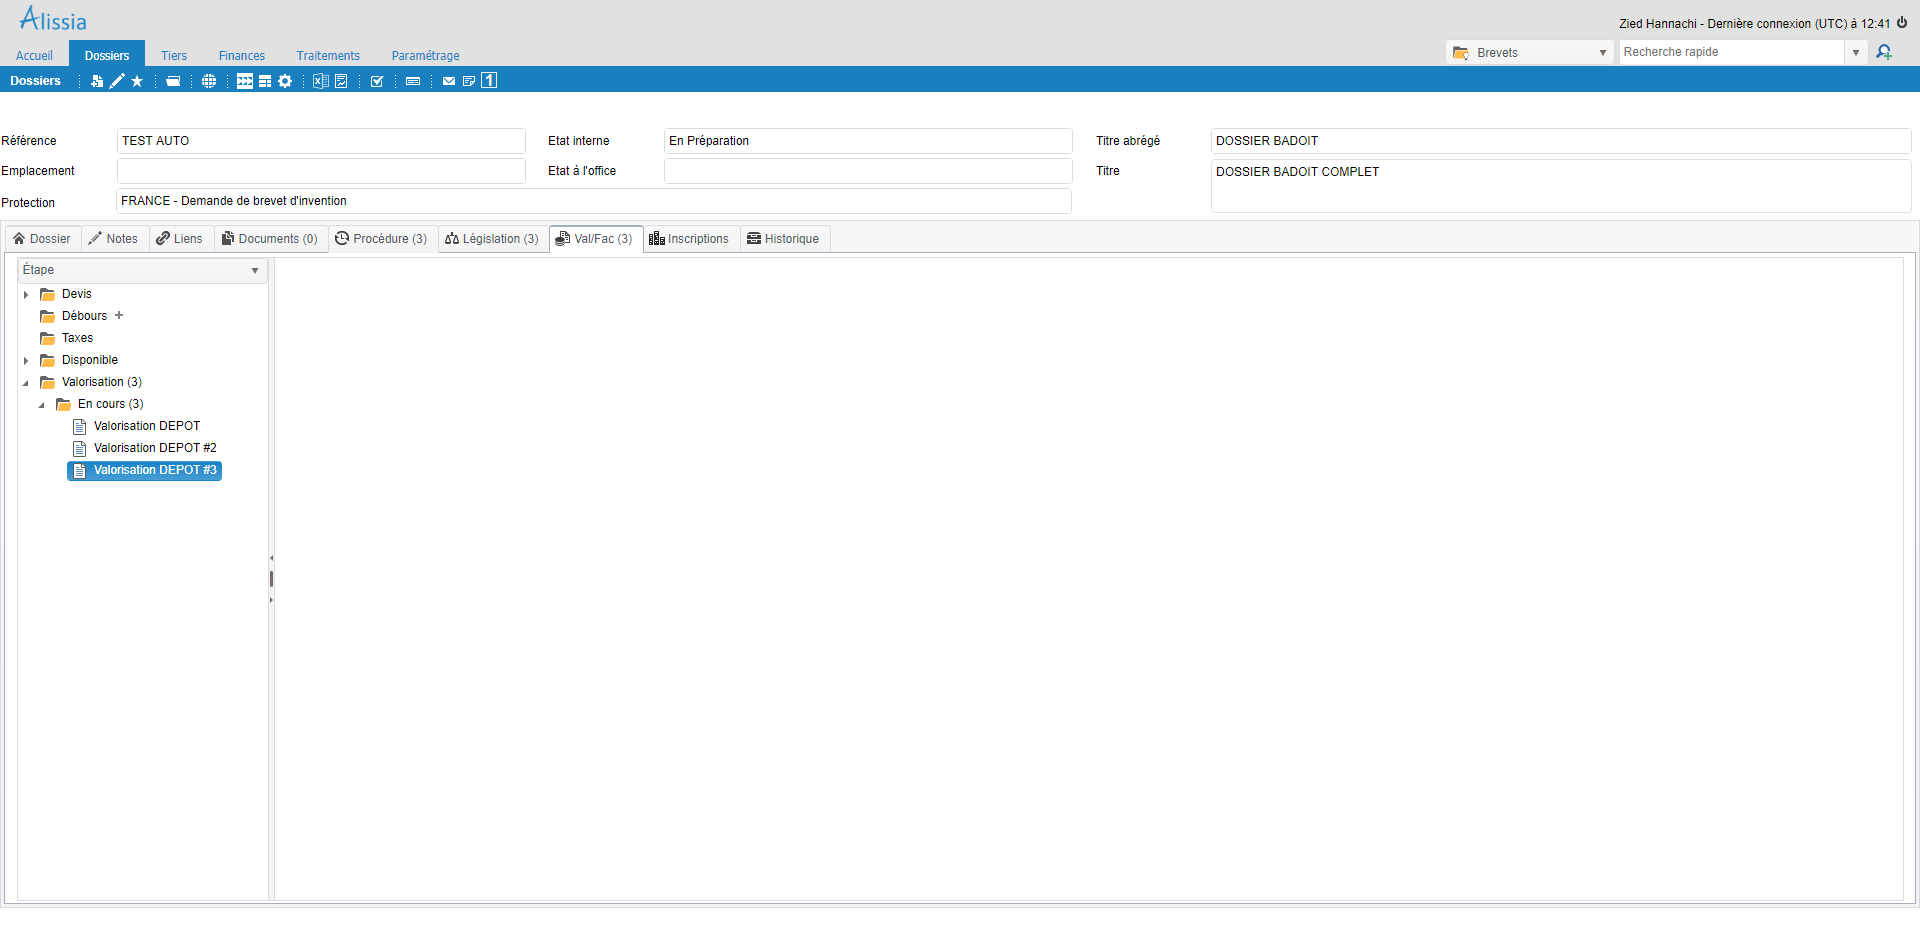 Alissia
Zied Hannachi - Dernière connexion (UTC) à 12:41
Accueil Dossiers Tiers Finances Traitements Paramétrage
Brevets Recherche rapide
Dossiers 1
Référence TEST AUTO Etat interne En Préparation Titre abrégé DOSSIER BADOIT
Emplacement Etat à l'office Titre DOSSIER BADOIT COMPLET
Protection FRANCE - Demande de brevet d'invention
Dossier Notes Liens Documents (0) Procédure (3) Législation (3) Val/Fac (3) Inscriptions Historique
Étape
Devis
Débours +
Taxes
Disponible
Valorisation (3)
En cours (3)
Valorisation DEPOT
Valorisation DEPOT #2
Valorisation DEPOT #3